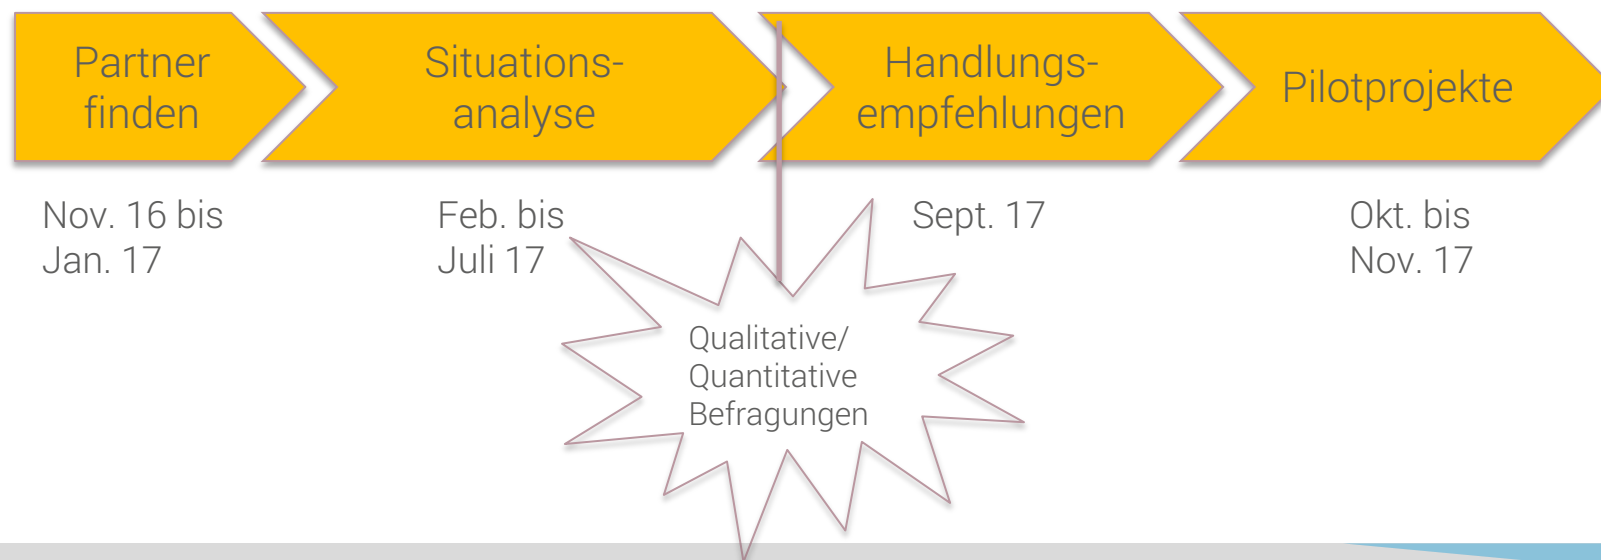 Partner
finden
Situations-
analyse
Handlungs-
empfehlungen
Pilotprojekte
Nov. 16 bis
Jan. 17
Feb. bis
Juli 17
Sept. 17
Okt. bis
Nov. 17
Qualitative/
Quantitative
Befragungen